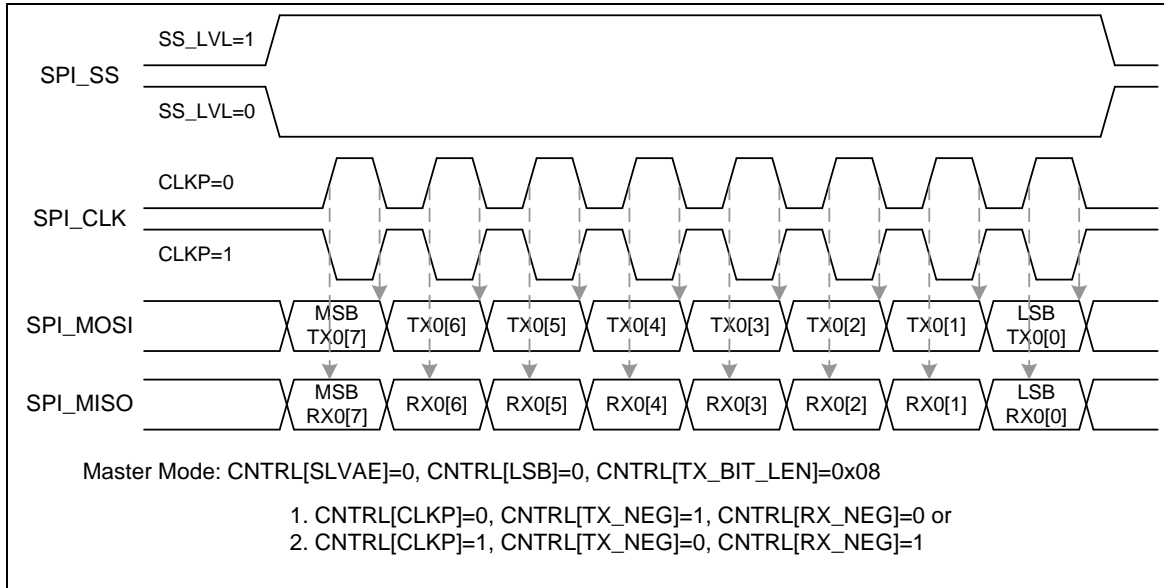 SS_LVL=1
SPI_SS
SS_LVL=0
CLKP=0
SPI_CLK
CLKP=1
SPI_MOSI
MSB
TX0[7]
TX0[6]
TX0[5]
TX0[4]
TX0[3]
TX0[2]
TX0[1]
LSB
TX0[0]
SPI_MISO
MSB
RX0[7]
RX0[6]
RX0[5]
RX0[4]
RX0[3]
RX0[2]
RX0[1]
LSB
RX0[0]
Master Mode: CNTRL[SLVAE]=0, CNTRL[LSB]=0, CNTRL[TX_BIT_LEN]=0x08
1. CNTRL[CLKP]=0, CNTRL[TX_NEG]=1, CNTRL[RX_NEG]=0 or
2. CNTRL[CLKP]=1, CNTRL[TX_NEG]=0, CNTRL[RX_NEG]=1